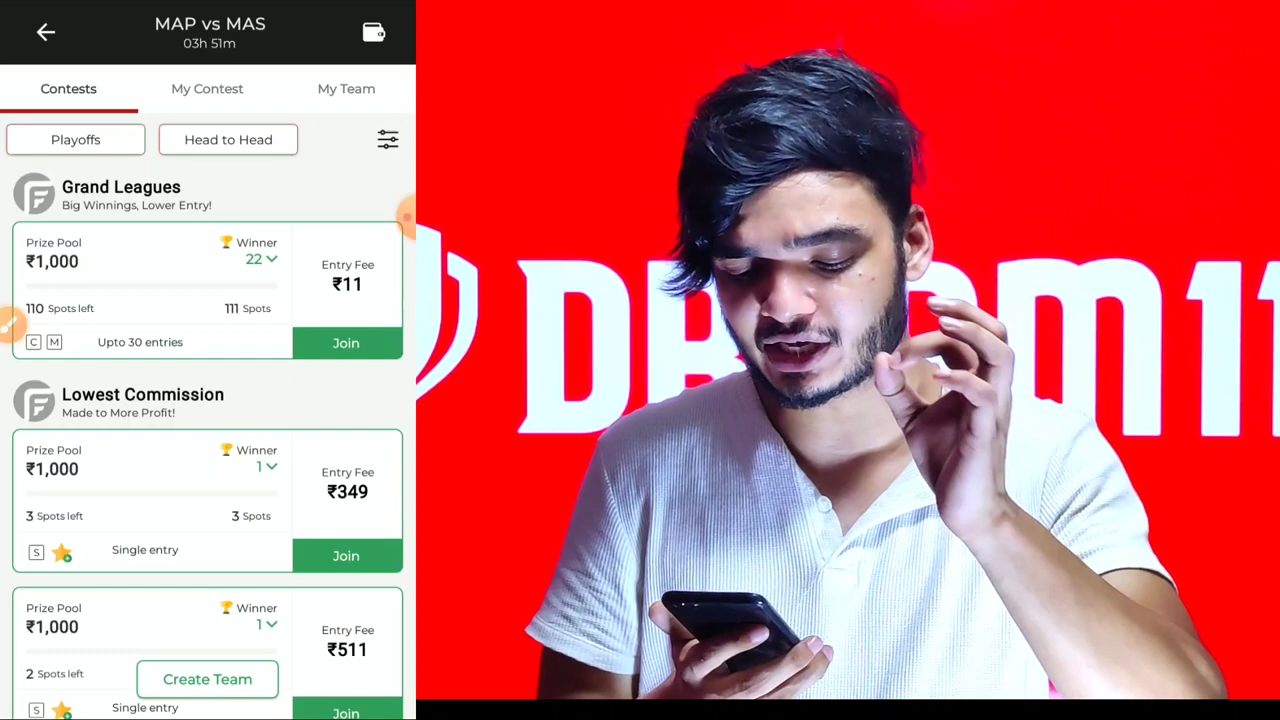 MAP vs MAS
03h 51m
Contests
My Contest
My Team
Playoffs
Head to Head
Grand Leagues
Big Winnings, Lower Entry!
Prize Pool
Winner
₹1,000
22
Entry Fee
₹11
110 Spots left
111 Spots
C M Upto 30 entries
Join
Lowest Commission
Made to More Profit!
Prize Pool
Winner
₹1,000
1
Entry Fee
₹349
3 Spots left
3 Spots
S Single entry
Join
Prize Pool
Winner
₹1,000
1
Entry Fee
₹511
2 Spots left
Create Team
S Single entry
Join